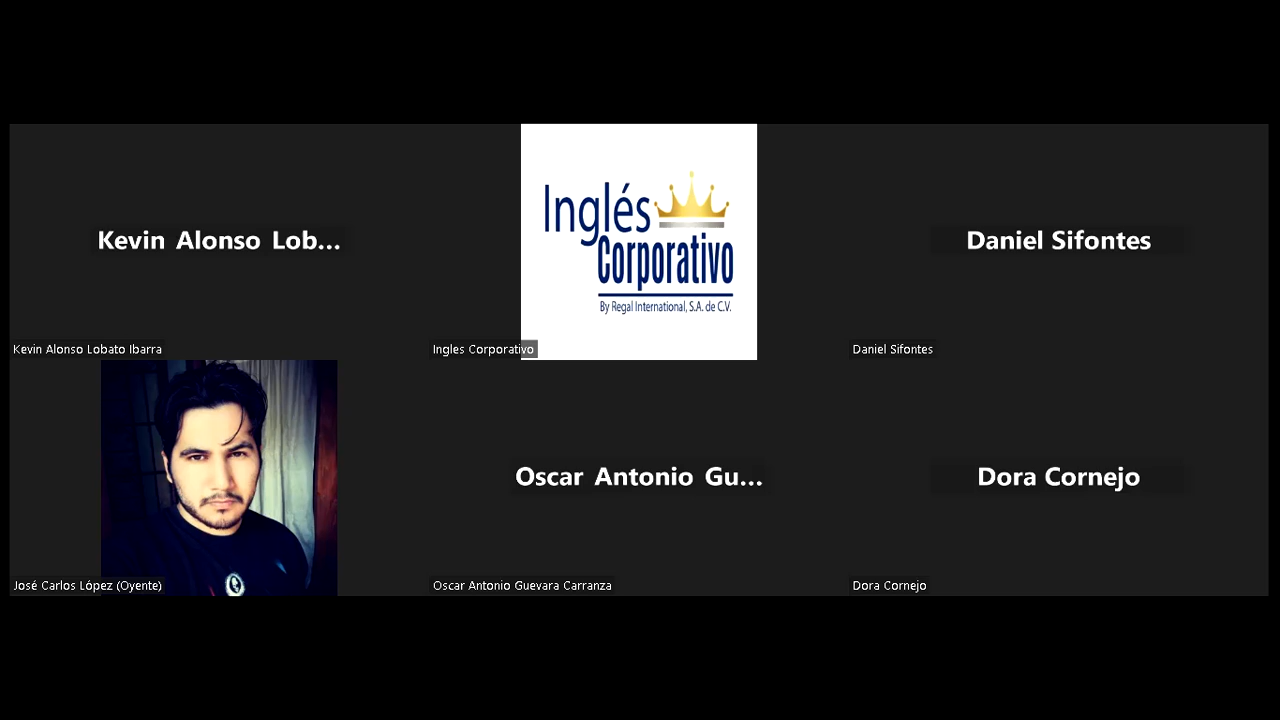 Kevin Alonso Lob...
Kevin Alonso Lobato Ibarra
Inglés
Corporativo
By Regal International, S.A. de C.V.
Ingles Corporativo
Daniel Sifontes
Daniel Sifontes
José Carlos López (Oyente)
Oscar Antonio Gu...
Oscar Antonio Guevara Carranza
Dora Cornejo
Dora Cornejo